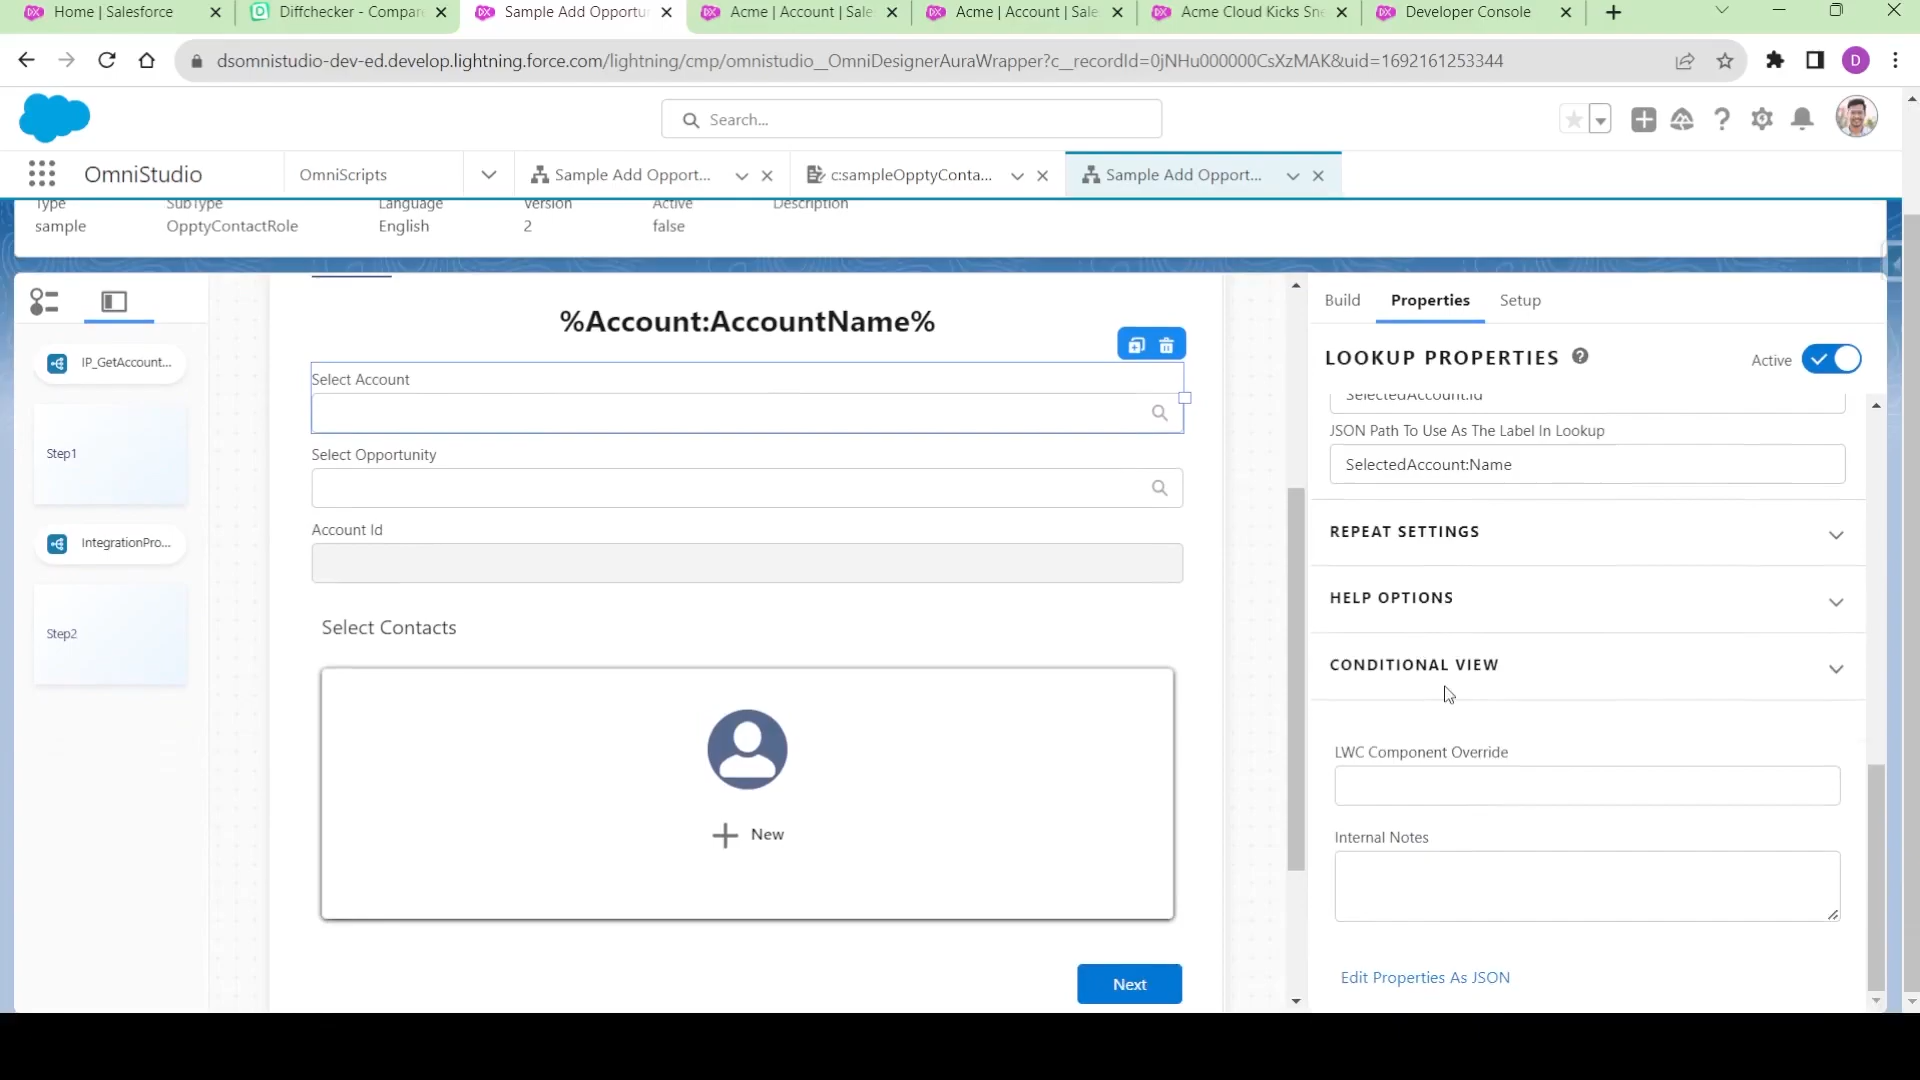 Home | Salesforce
Diffchecker - Compar
Sample Add Opportu
Acme | Account | Sale
Acme | Account | Sale
Acme Cloud Kicks Sne
Developer Console
dsomnistudio-dev-ed.develop.lightning.force.com/lightning/cmp/omnistudio__OmniDesignerAuraWrapper?c__recordId=0jNHu000000CsXzMAK&uid=1692161253344
D
Search...
OmniStudio
OmniScripts
Sample Add Opport...
c:sampleOpptyConta...
Sample Add Opport...
Type
SubType
Language
Version
Active
Description
sample
OpptyContactRole
English
2
false
IP_GetAccount...
Step1
IntegrationPro...
Step2
%Account:AccountName%
Select Account
Select Opportunity
Account Id
Select Contacts
New
Next
Build
Properties
Setup
LOOKUP PROPERTIES
Active
SelectedAccount:Id
JSON Path To Use As The Label In Lookup
SelectedAccount:Name
REPEAT SETTINGS
HELP OPTIONS
CONDITIONAL VIEW
LWC Component Override
Internal Notes
Edit Properties As JSON